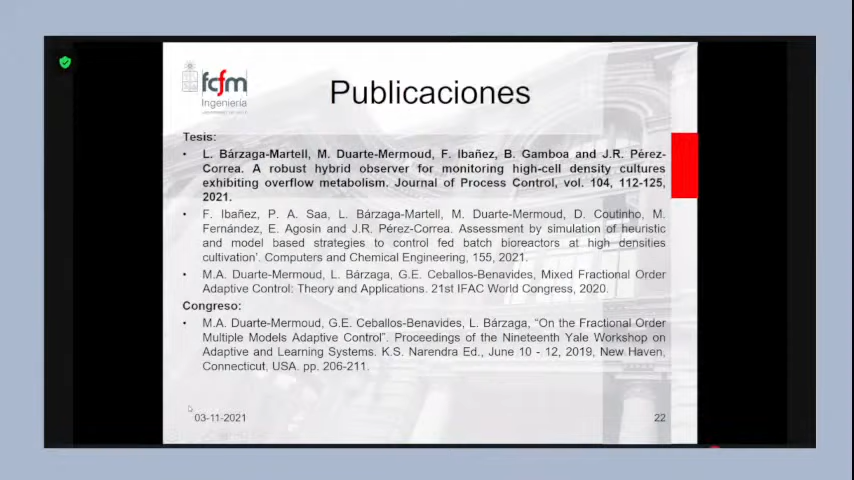 fcfm
Ingeniería
Publicaciones
Tesis:
• L. Bárzaga-Martell, M. Duarte-Mermoud, F. Ibáñez, B. Gamboa and J.R. Pérez-
Correa. A robust hybrid observer for monitoring high-cell density cultures
exhibiting overflow metabolism. Journal of Process Control, vol. 104, 112-125,
2021.
• F. Ibáñez, P. A. Saa, L. Bárzaga-Martell, M. Duarte-Mermoud, D. Coutinho, M.
Fernández, E. Agosin and J.R. Pérez-Correa. Assessment by simulation of heuristic
and model based strategies to control fed batch bioreactors at high densities
cultivation'. Computers and Chemical Engineering, 155, 2021.
• M.A. Duarte-Mermoud, L. Bárzaga, G.E. Ceballos-Benavides, Mixed Fractional Order
Adaptive Control: Theory and Applications. 21st IFAC World Congress, 2020.
Congreso:
• M.A. Duarte-Mermoud, G.E. Ceballos-Benavides, L. Bárzaga, “On the Fractional Order
Multiple Models Adaptive Control”. Proceedings of the Nineteenth Yale Workshop on
Adaptive and Learning Systems. K.S. Narendra Ed., June 10 - 12, 2019, New Haven,
Connecticut, USA. pp. 206-211.
03-11-2021
22